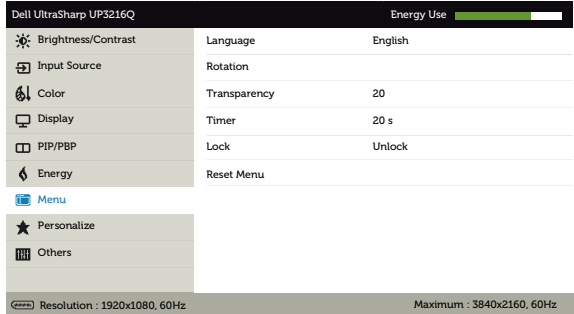 Dell UltraSharp UP3216Q Energy Use
Brightness/Contrast Language English
Input Source Rotation
Color Transparency 20
Display Timer 20 s
PIP/PBP Lock Unlock
Energy Reset Menu
Menu
Personalize
Others
Resolution : 1920x1080, 60Hz Maximum : 3840x2160, 60Hz